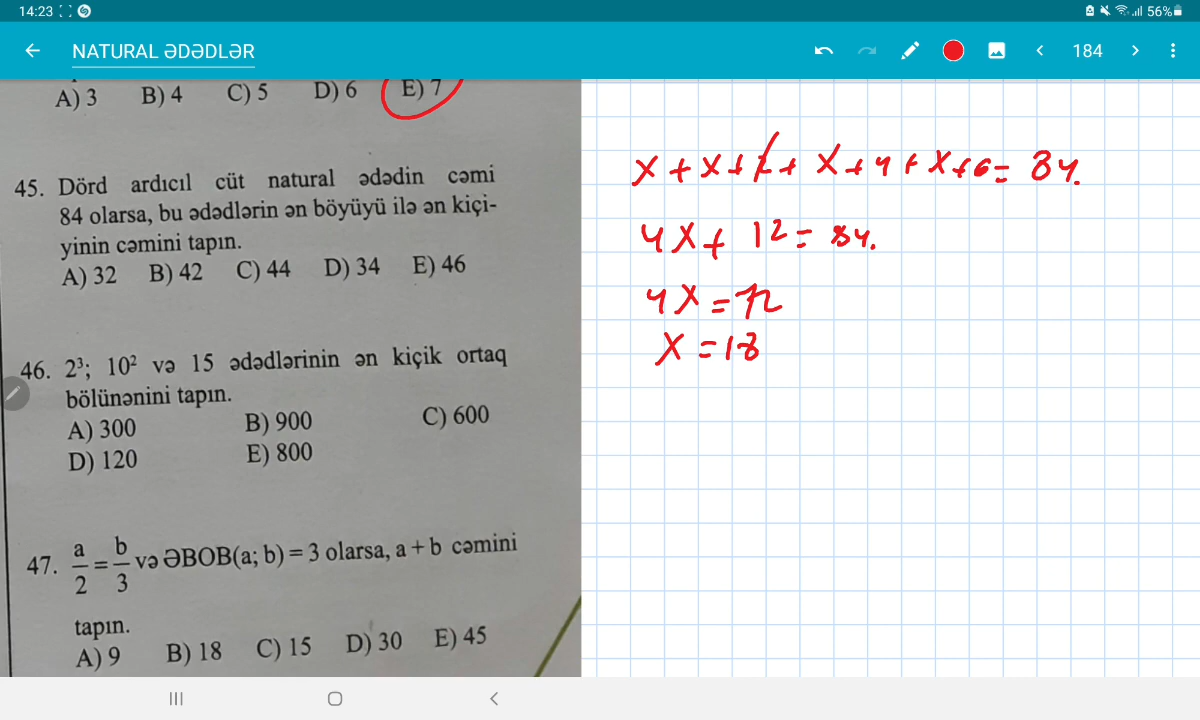 14:23 56%
NATURAL ƏDƏDLƏR 184
A) 3 B) 4 C) 5 D) 6 E) 7
45. Dörd ardıcıl cüt natural ədədin cəmi
84 olarsa, bu ədədlərin ən böyüyü ilə ən kiçi-
yinin cəmini tapın.
A) 32 B) 42 C) 44 D) 34 E) 46
46. 2³; 10² və 15 ədədlərinin ən kiçik ortaq
bölünənini tapın.
A) 300 B) 900 C) 600
D) 120 E) 800
47. a/2 = b/3 və ƏBOB(a; b) = 3 olarsa, a + b cəmini
tapın.
A) 9 B) 18 C) 15 D) 30 E) 45
x + x + 2 + x + 4 + x + 6 = 84.
4x + 12 = 84.
4x = 72
x = 18